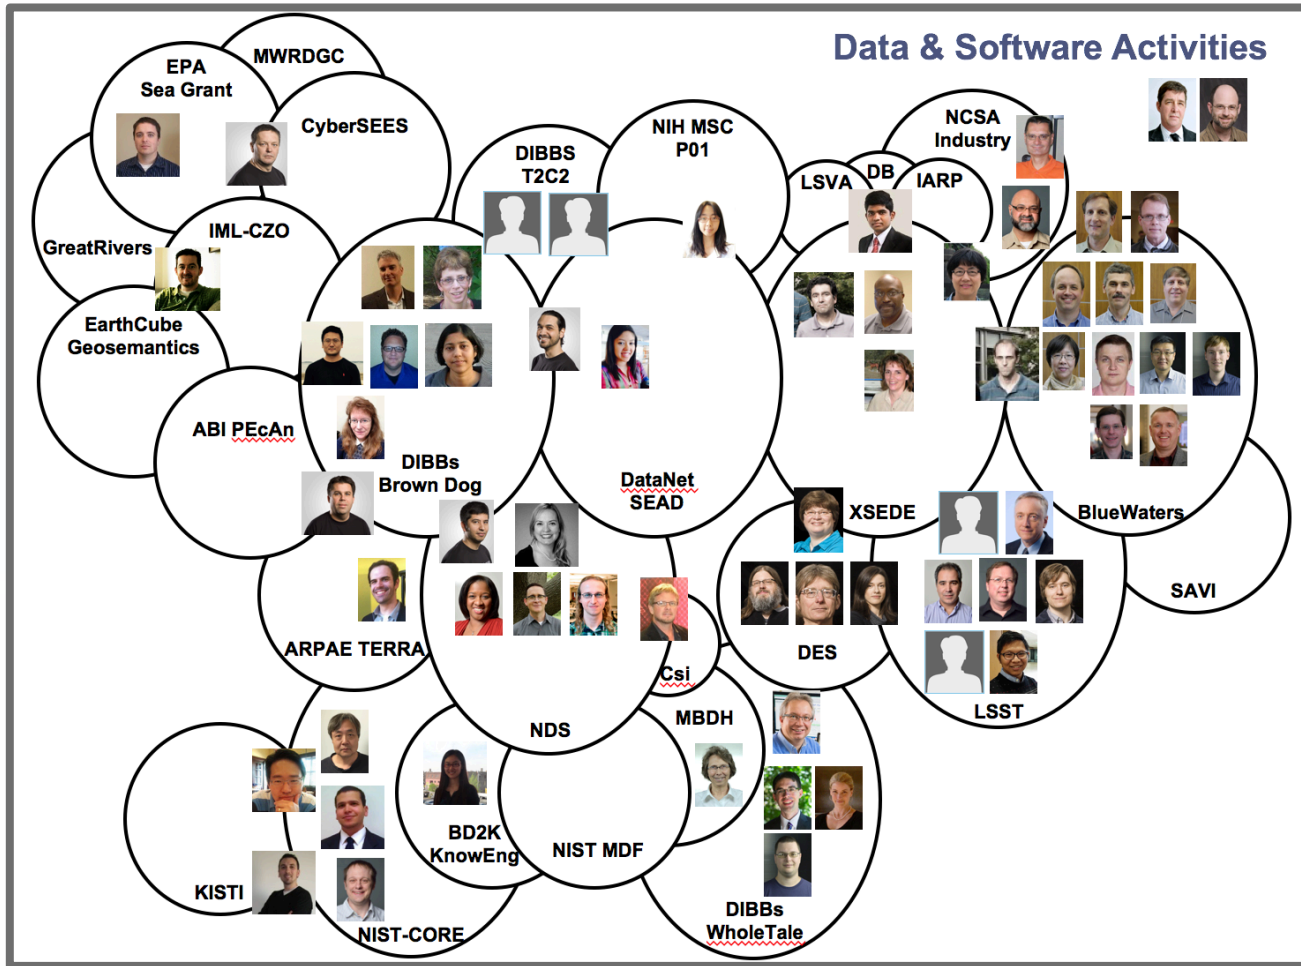 Data & Software Activities
MWRDGC
EPA
Sea Grant
CyberSEES
NIH MSC
P01
NCSA
Industry
DIBBS
T2C2
LSVA
DB
IARP
GreatRivers
IML-CZO
EarthCube
Geosemantics
ABI PEcAn
DIBBs
Brown Dog
DataNet
SEAD
XSEDE
BlueWaters
SAVI
ARPAE TERRA
Csi
DES
LSST
NDS
MBDH
BD2K
KnowEng
NIST MDF
KISTI
NIST-CORE
DIBBs
WholeTale